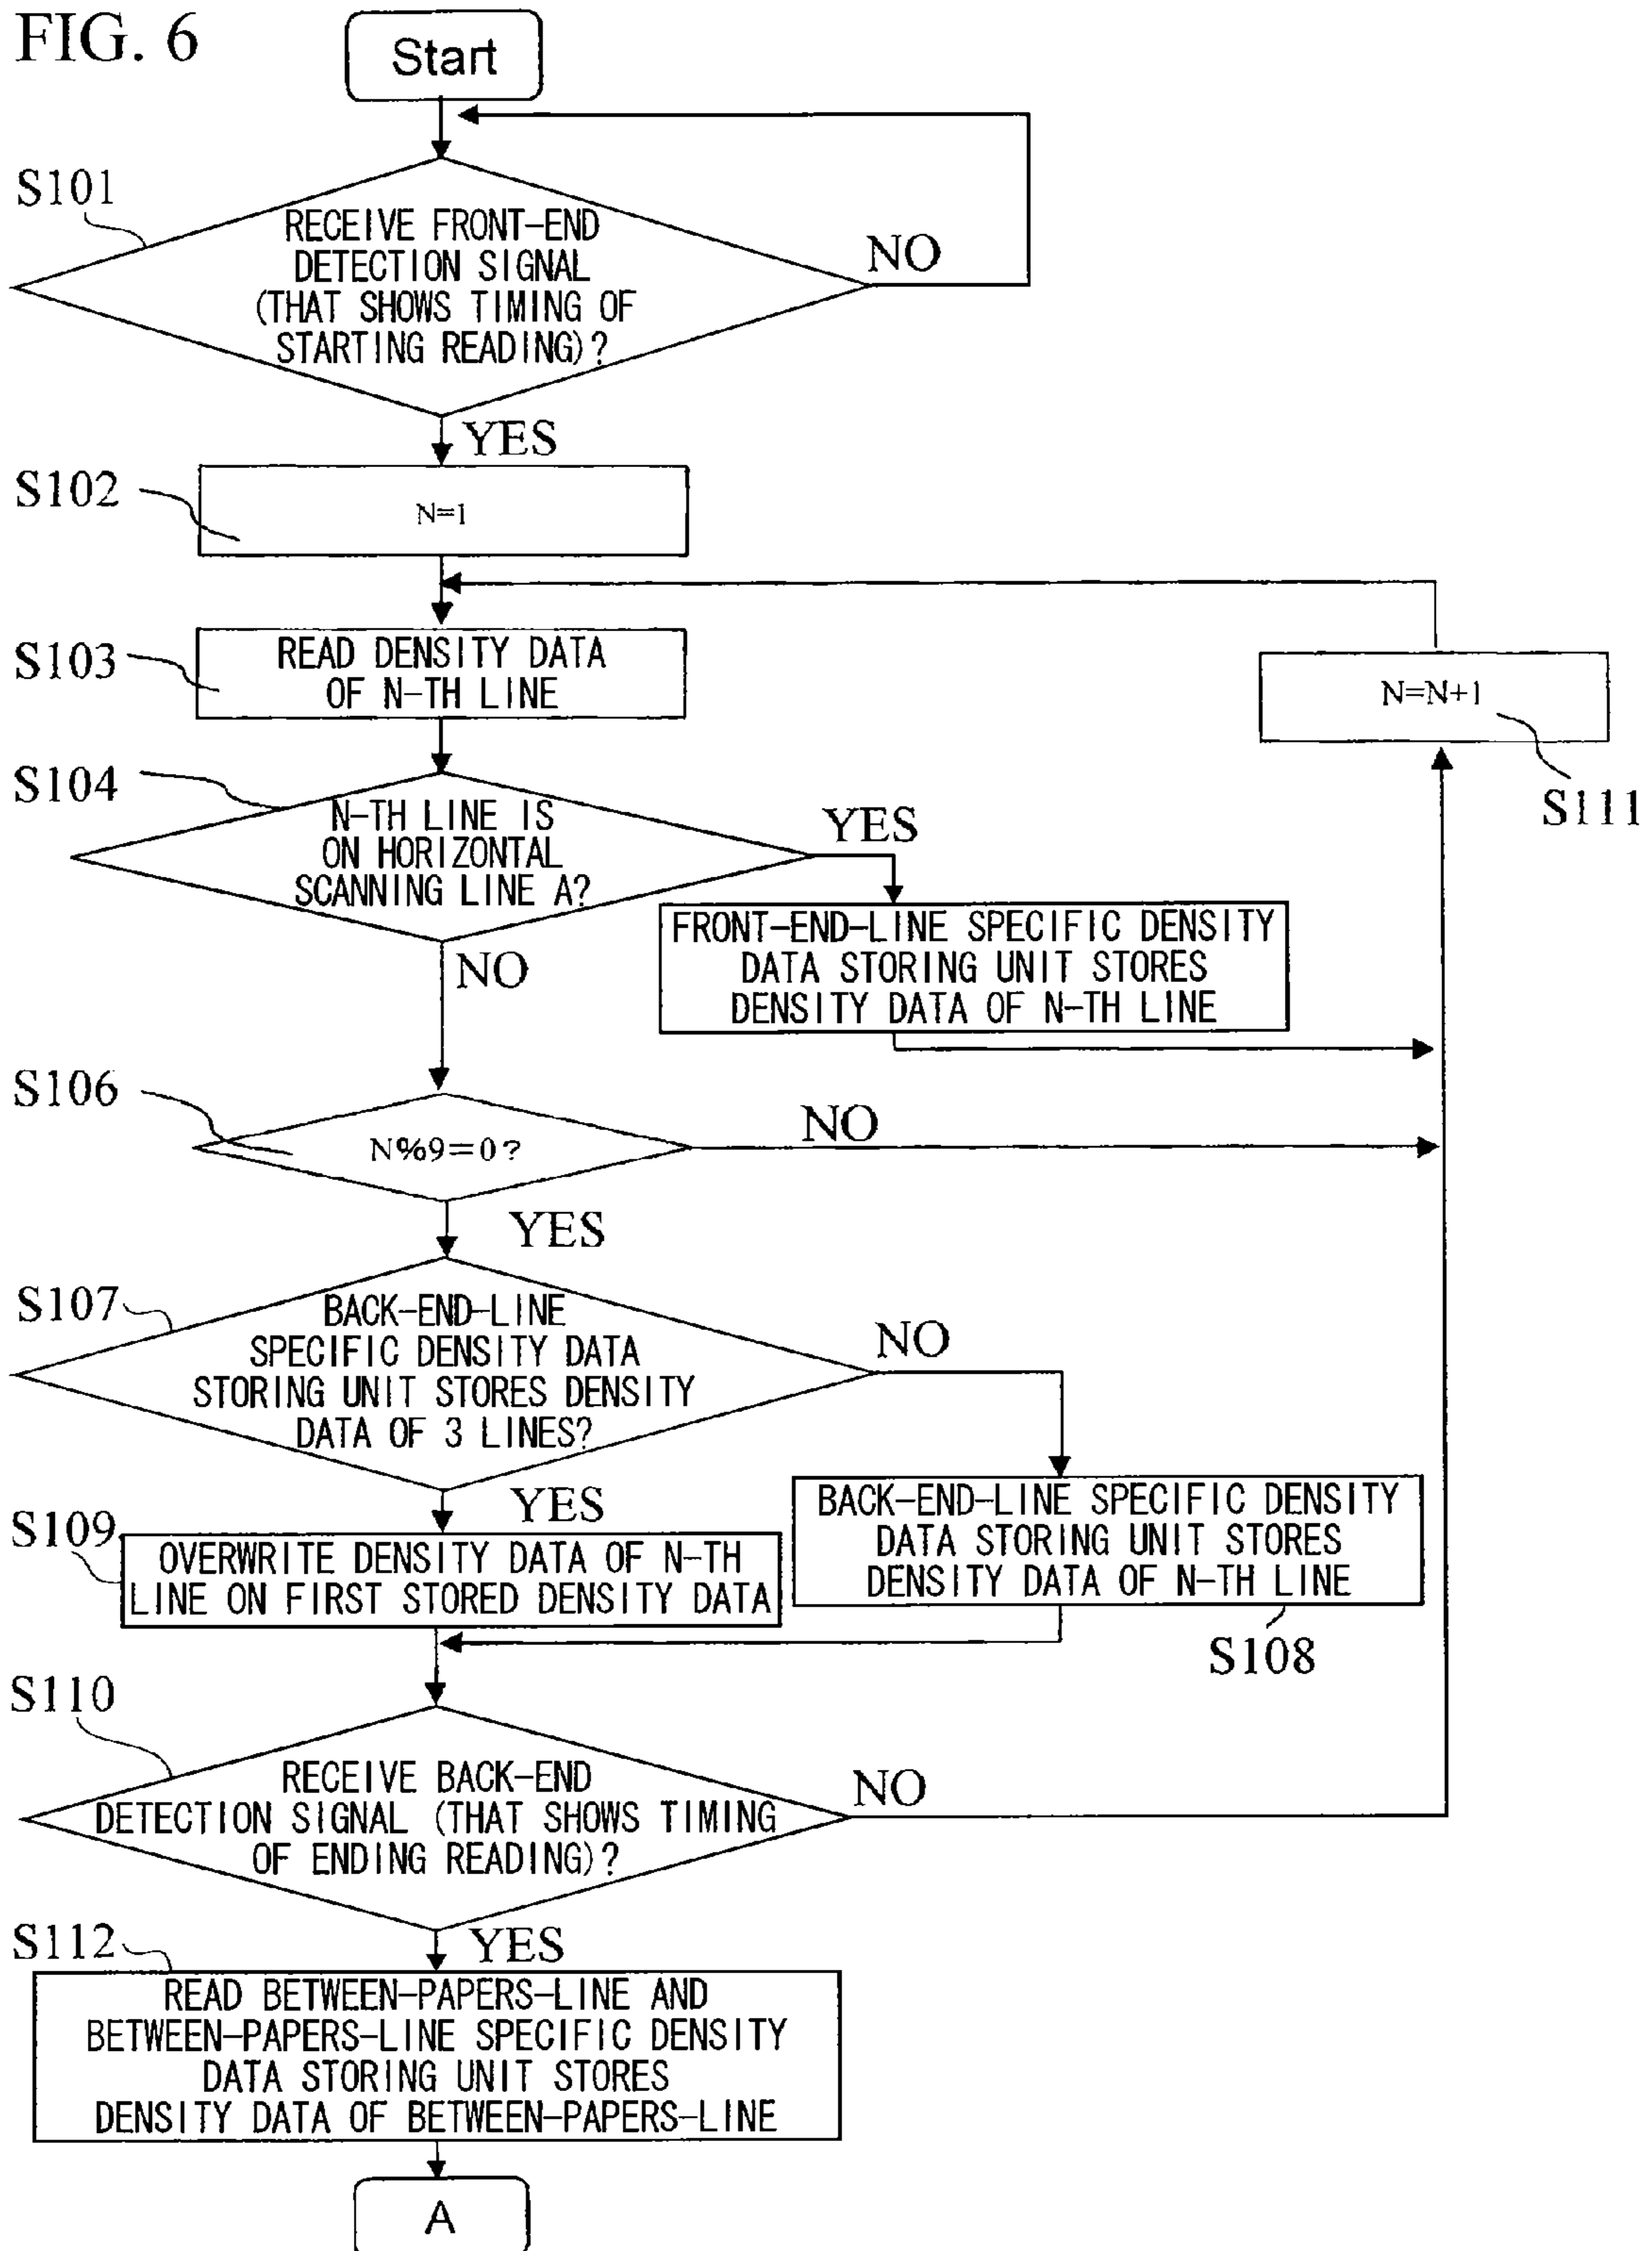 FIG. 6
Start
S101
RECEIVE FRONT-END
DETECTION SIGNAL
(THAT SHOWS TIMING OF
STARTING READING)?
NO
YES
S102
N=1
S103
READ DENSITY DATA
OF N-TH LINE
N=N+1
S111
S104
N-TH LINE IS
ON HORIZONTAL
SCANNING LINE A?
YES
NO
FRONT-END-LINE SPECIFIC DENSITY
DATA STORING UNIT STORES
DENSITY DATA OF N-TH LINE
S106
N%9=0?
NO
YES
S107
BACK-END-LINE
SPECIFIC DENSITY DATA
STORING UNIT STORES DENSITY
DATA OF 3 LINES?
NO
YES
BACK-END-LINE SPECIFIC DENSITY
DATA STORING UNIT STORES
DENSITY DATA OF N-TH LINE
S108
S109
OVERWRITE DENSITY DATA OF N-TH
LINE ON FIRST STORED DENSITY DATA
S110
RECEIVE BACK-END
DETECTION SIGNAL (THAT SHOWS TIMING
OF ENDING READING)?
NO
YES
S112
READ BETWEEN-PAPERS-LINE AND
BETWEEN-PAPERS-LINE SPECIFIC DENSITY
DATA STORING UNIT STORES
DENSITY DATA OF BETWEEN-PAPERS-LINE
A